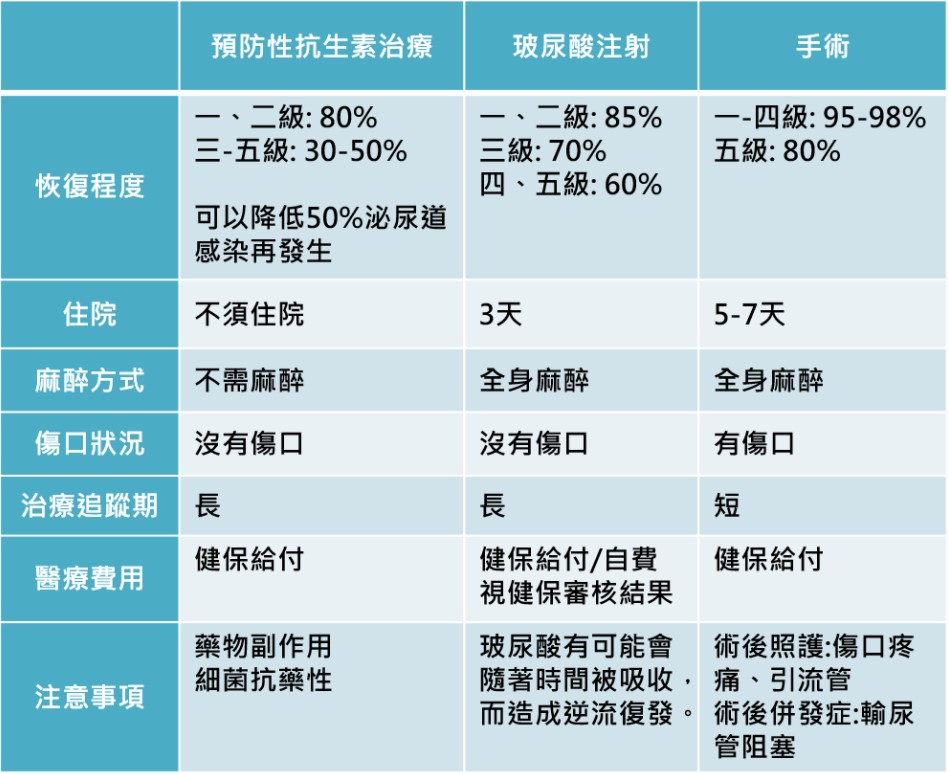 預防性抗生素治療
玻尿酸注射
手術
恢復程度
一、二級: 80%
三-五級: 30-50%
可以降低50%泌尿道
感染再發生
一、二級: 85%
三級: 70%
四、五級: 60%
一-四級: 95-98%
五級: 80%
住院
不須住院
3天
5-7天
麻醉方式
不需麻醉
全身麻醉
全身麻醉
傷口狀況
沒有傷口
沒有傷口
有傷口
治療追蹤期
長
長
短
醫療費用
健保給付
健保給付/自費
視健保審核結果
健保給付
注意事項
藥物副作用
細菌抗藥性
玻尿酸有可能會
隨著時間被吸收，
而造成逆流復發。
術後照護:傷口疼
痛、引流管
術後併發症:輸尿
管阻塞